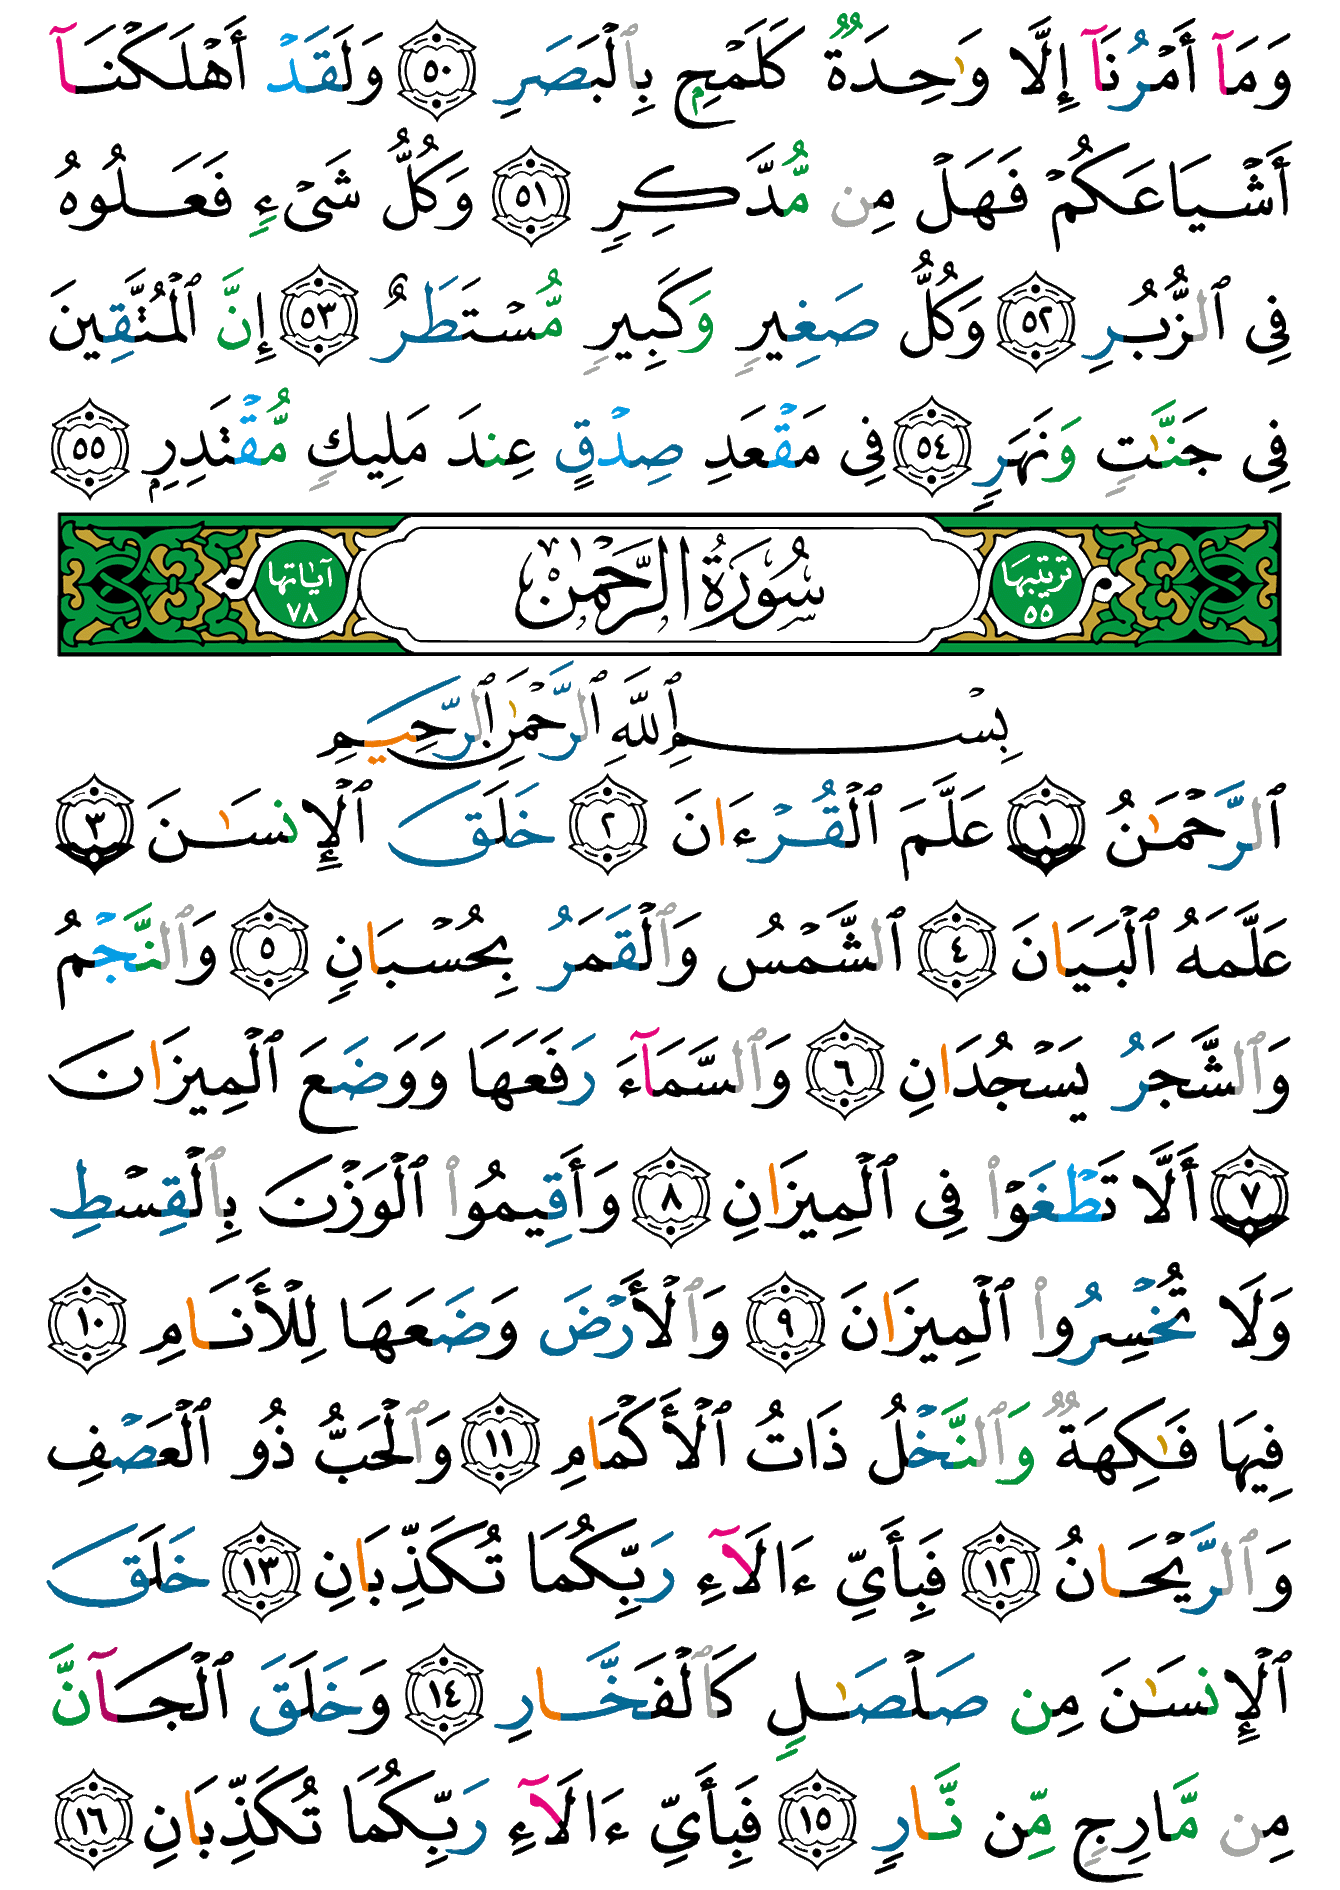 وَمَآ أَمۡرُنَآ إِلَّا وَٰحِدَةٞ كَلَمۡحِۭ بِٱلۡبَصَرِ ٥٠ وَلَقَدۡ أَهۡلَكۡنَآ
أَشۡيَاعَكُمۡ فَهَلۡ مِن مُّدَّكِرٖ ٥١ وَكُلُّ شَيۡءٖ فَعَلُوهُ
فِي ٱلزُّبُرِ ٥٢ وَكُلُّ صَغِيرٖ وَكَبِيرٖ مُّسۡتَطَرٌ ٥٣ إِنَّ ٱلۡمُتَّقِينَ
فِي جَنَّٰتٖ وَنَهَرٖ ٥٤ فِي مَقۡعَدِ صِدۡقٍ عِندَ مَلِيكٖ مُّقۡتَدِرِۭ ٥٥
ترتيبها ٥٥ سُورَةُ الرَّحْمٰن آياتها ٧٨
بِسۡمِ ٱللَّهِ ٱلرَّحۡمَٰنِ ٱلرَّحِيمِ
ٱلرَّحۡمَٰنُ ١ عَلَّمَ ٱلۡقُرۡءَانَ ٢ خَلَقَ ٱلۡإِنسَٰنَ ٣
عَلَّمَهُ ٱلۡبَيَانَ ٤ ٱلشَّمۡسُ وَٱلۡقَمَرُ بِحُسۡبَانٖ ٥ وَٱلنَّجۡمُ
وَٱلشَّجَرُ يَسۡجُدَانِ ٦ وَٱلسَّمَآءَ رَفَعَهَا وَوَضَعَ ٱلۡمِيزَانَ
٧ أَلَّا تَطۡغَوۡاْ فِي ٱلۡمِيزَانِ ٨ وَأَقِيمُواْ ٱلۡوَزۡنَ بِٱلۡقِسۡطِ
وَلَا تُخۡسِرُواْ ٱلۡمِيزَانَ ٩ وَٱلۡأَرۡضَ وَضَعَهَا لِلۡأَنَامِ ١٠
فِيهَا فَٰكِهَةٞ وَٱلنَّخۡلُ ذَاتُ ٱلۡأَكۡمَامِ ١١ وَٱلۡحَبُّ ذُو ٱلۡعَصۡفِ
وَٱلرَّيۡحَانُ ١٢ فَبِأَيِّ ءَالَآءِ رَبِّكُمَا تُكَذِّبَانِ ١٣ خَلَقَ
ٱلۡإِنسَٰنَ مِن صَلۡصَٰلٖ كَٱلۡفَخَّارِ ١٤ وَخَلَقَ ٱلۡجَآنَّ
مِن مَّارِجٖ مِّن نَّارٖ ١٥ فَبِأَيِّ ءَالَآءِ رَبِّكُمَا تُكَذِّبَانِ ١٦